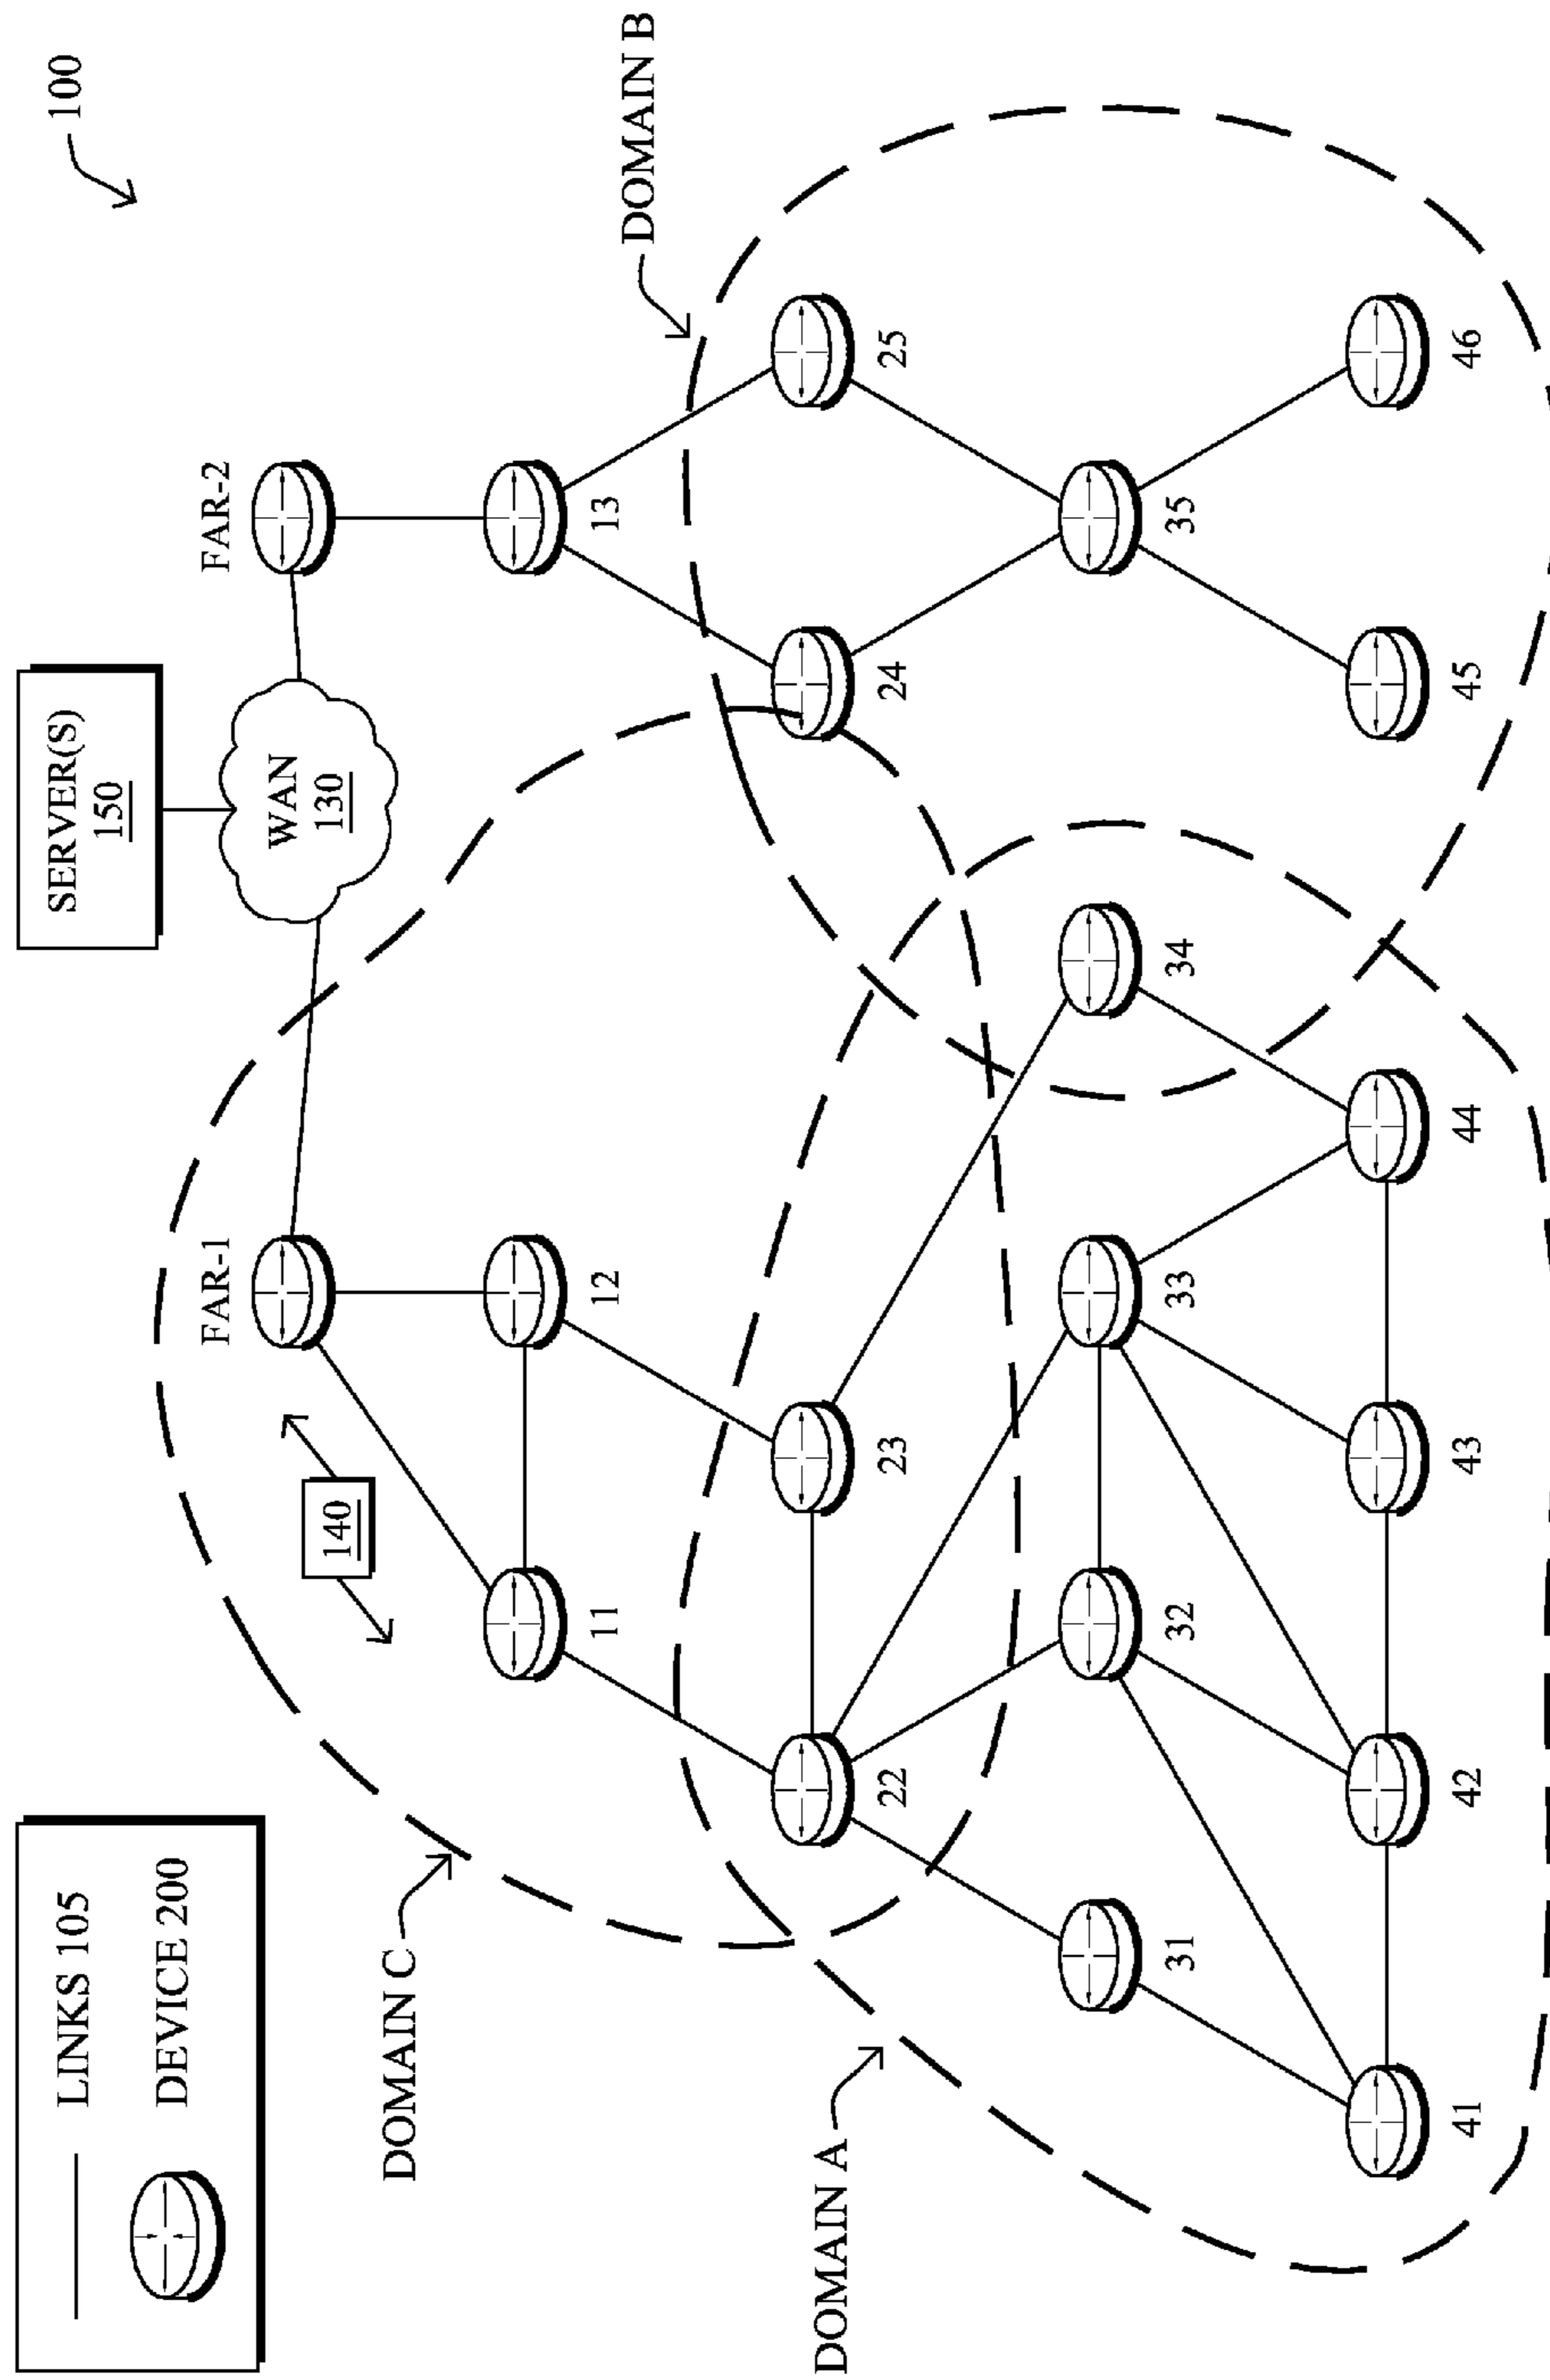 100
LINKS 105
DEVICE 200
SERVER(S)
150
WAN
130
FAR-1
FAR-2
140
DOMAIN C
DOMAIN B
DOMAIN A
11
12
13
22
23
24
25
31
32
33
34
35
41
42
43
44
45
46